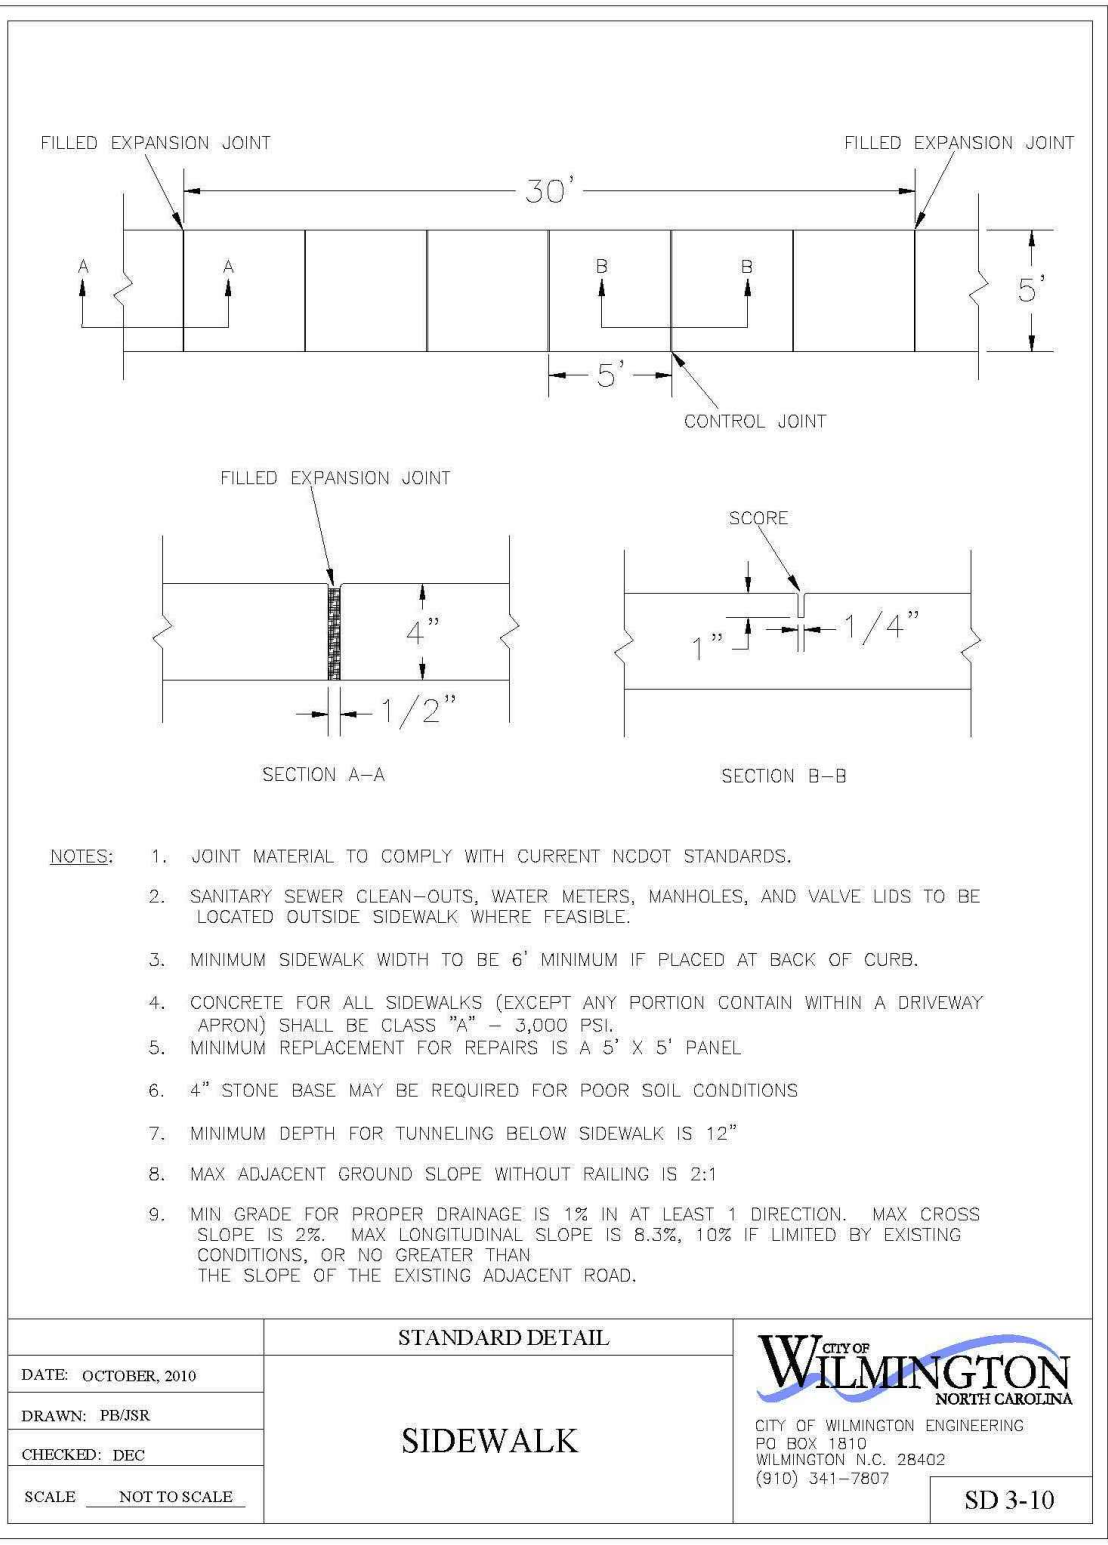 FILLED EXPANSION JOINT
FILLED EXPANSION JOINT
30'
A
A
B
B
5'
5'
CONTROL JOINT
FILLED EXPANSION JOINT
SCORE
4"
1"
1/4"
1/2"
SECTION A-A
SECTION B-B
NOTES: 1. JOINT MATERIAL TO COMPLY WITH CURRENT NCDOT STANDARDS.
2. SANITARY SEWER CLEAN-OUTS, WATER METERS, MANHOLES, AND VALVE LIDS TO BE
LOCATED OUTSIDE SIDEWALK WHERE FEASIBLE.
3. MINIMUM SIDEWALK WIDTH TO BE 6' MINIMUM IF PLACED AT BACK OF CURB.
4. CONCRETE FOR ALL SIDEWALKS (EXCEPT ANY PORTION CONTAIN WITHIN A DRIVEWAY
APRON) SHALL BE CLASS "A" - 3,000 PSI.
5. MINIMUM REPLACEMENT FOR REPAIRS IS A 5' X 5' PANEL
6. 4" STONE BASE MAY BE REQUIRED FOR POOR SOIL CONDITIONS
7. MINIMUM DEPTH FOR TUNNELING BELOW SIDEWALK IS 12"
8. MAX ADJACENT GROUND SLOPE WITHOUT RAILING IS 2:1
9. MIN GRADE FOR PROPER DRAINAGE IS 1% IN AT LEAST 1 DIRECTION. MAX CROSS
SLOPE IS 2%. MAX LONGITUDINAL SLOPE IS 8.3%, 10% IF LIMITED BY EXISTING
CONDITIONS, OR NO GREATER THAN
THE SLOPE OF THE EXISTING ADJACENT ROAD.
DATE: OCTOBER, 2010
DRAWN: PB/JSR
CHECKED: DEC
SCALE NOT TO SCALE
STANDARD DETAIL
SIDEWALK
CITY OF
WILMINGTON
NORTH CAROLINA
CITY OF WILMINGTON ENGINEERING
PO BOX 1810
WILMINGTON N.C. 28402
(910) 341-7807
SD 3-10